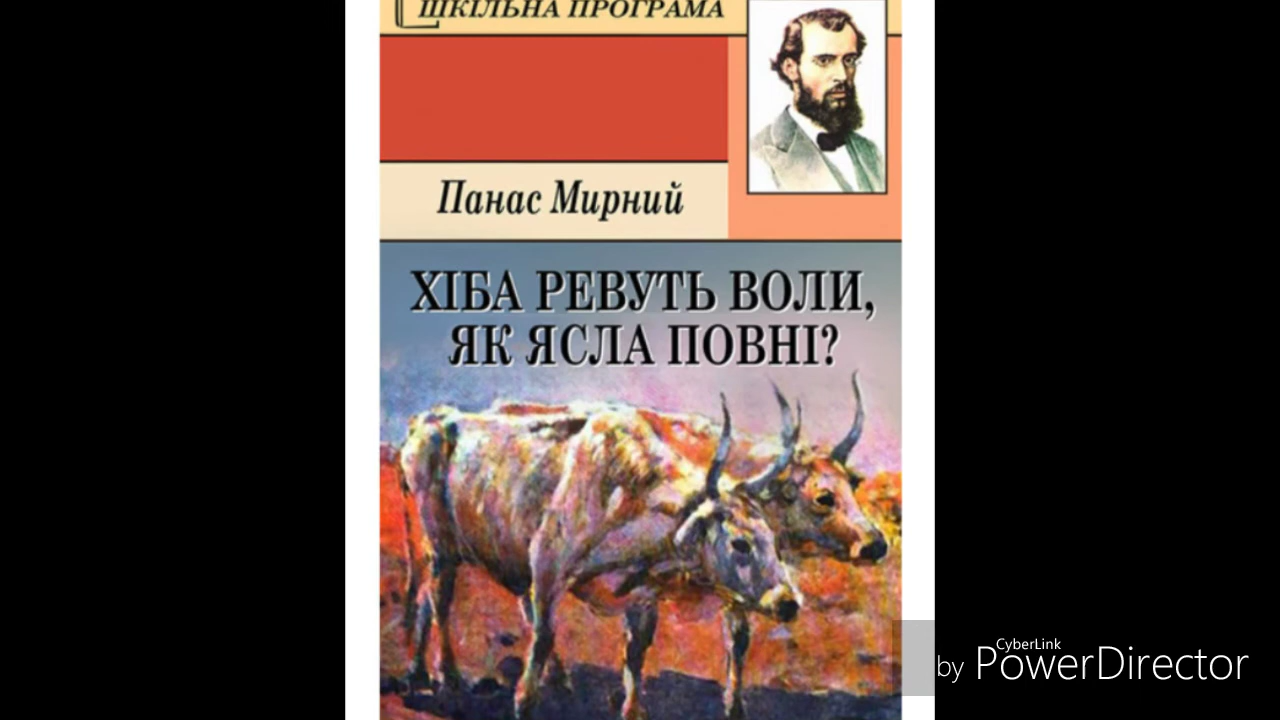 ШКІЛЬНА ПРОГРАМА
Панас Мирний
ХІБА РЕВУТЬ ВОЛИ,
ЯК ЯСЛА ПОВНІ?
CyberLink
by PowerDirector